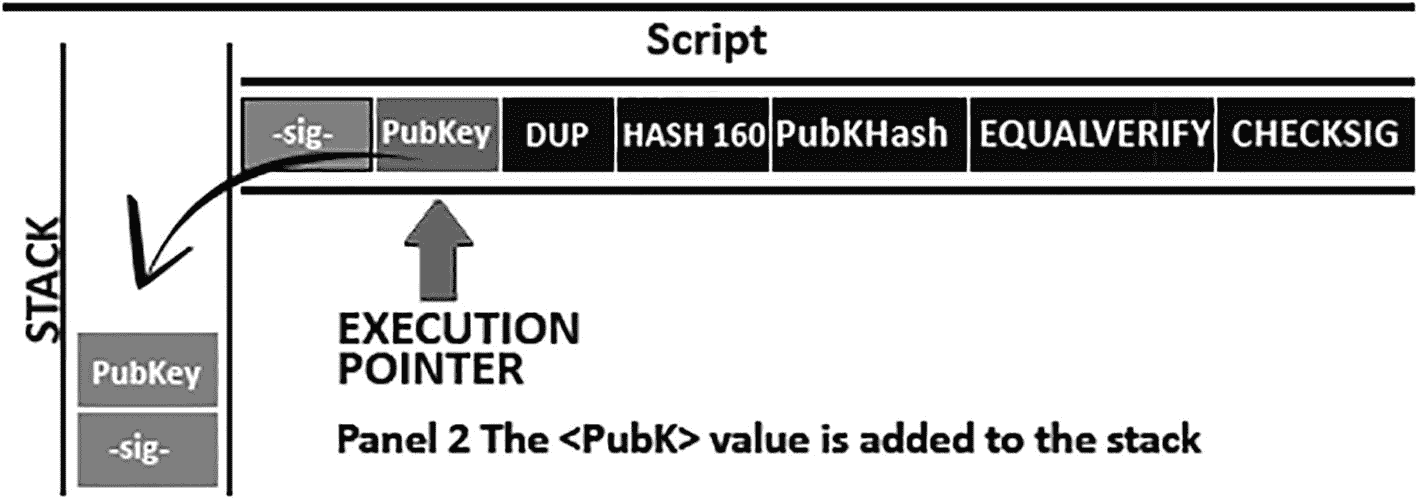 Script
-sig- PubKey DUP HASH 160 PubKHash EQUALVERIFY CHECKSIG
STACK
EXECUTION
POINTER
PubKey
-sig-
Panel 2 The <PubK> value is added to the stack